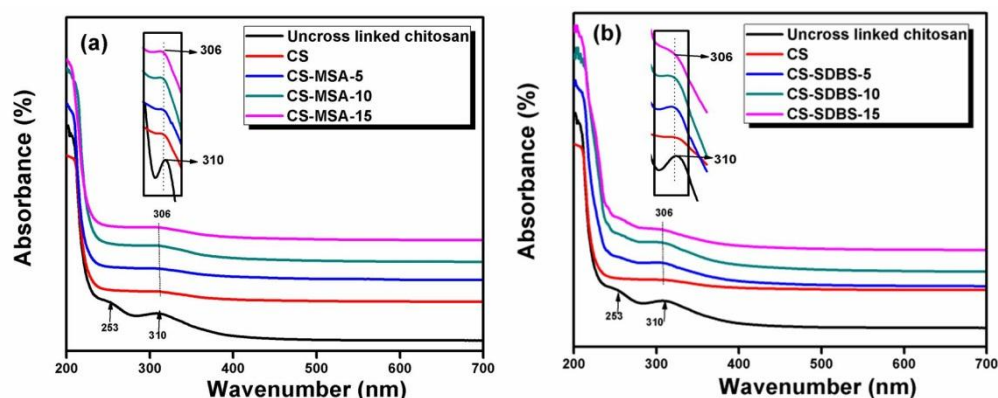 (a)
306
310
Uncross linked chitosan
CS
CS-MSA-5
CS-MSA-10
CS-MSA-15
Absorbance (%)
306
253
310
200 300 400 500 600 700
Wavenumber (nm)
(b)
306
310
Uncross linked chitosan
CS
CS-SDBS-5
CS-SDBS-10
CS-SDBS-15
Absorbance (%)
306
253
310
200 300 400 500 600 700
Wavenumber (nm)